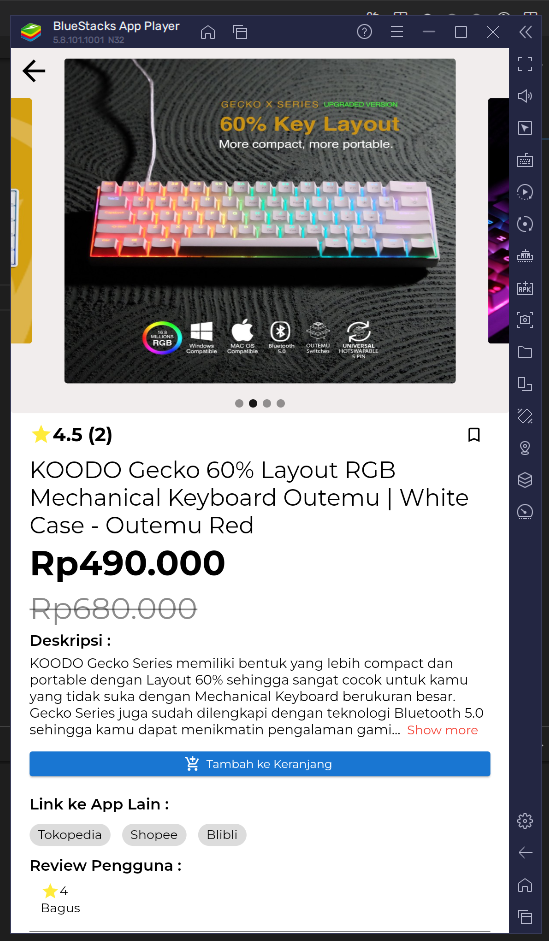 BlueStacks App Player
5.8.101.1001 N32
GECKO X SERIES UPGRADED VERSION
60% Key Layout
More compact, more portable.
16.8
MILLIONS
RGB
Windows
Compatible
MAC OS
Compatible
Bluetooth
5.0
OUTEMU
Switches
UNIVERSAL
HOTSWAPABLE
5 PIN
4.5 (2)
KOODO Gecko 60% Layout RGB
Mechanical Keyboard Outemu | White
Case - Outemu Red
Rp490.000
Rp680.000
Deskripsi :
KOODO Gecko Series memiliki bentuk yang lebih compact dan
portable dengan Layout 60% sehingga sangat cocok untuk kamu
yang tidak suka dengan Mechanical Keyboard berukuran besar.
Gecko Series juga sudah dilengkapi dengan teknologi Bluetooth 5.0
sehingga kamu dapat menikmatin pengalaman gami... Show more
Tambah ke Keranjang
Link ke App Lain :
Tokopedia Shopee Blibli
Review Pengguna :
4
Bagus